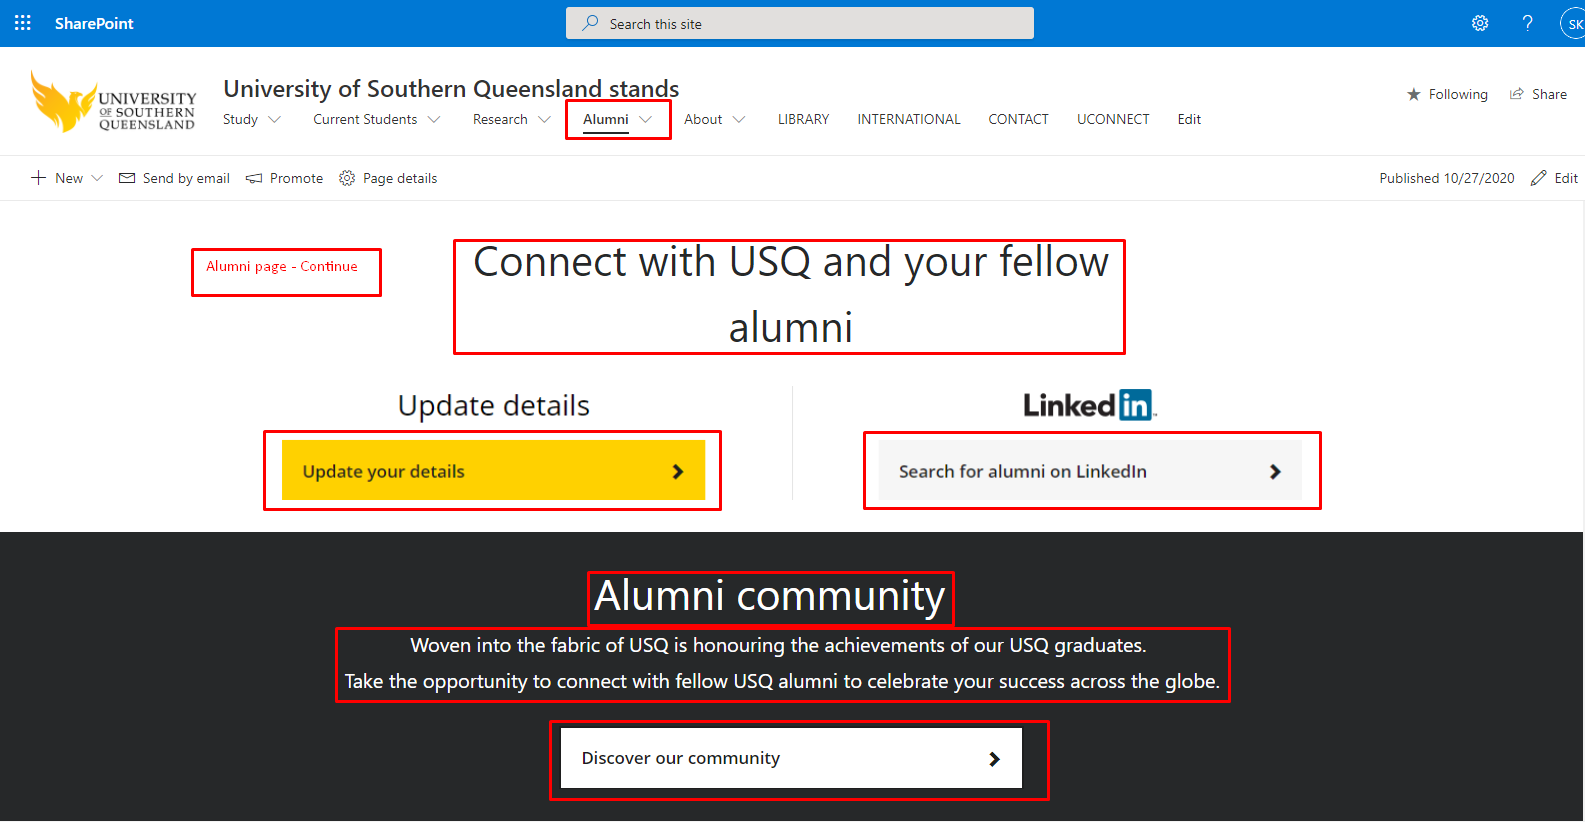 SharePoint
Search this site
SK
UNIVERSITY
OF SOUTHERN
QUEENSLAND
University of Southern Queensland stands
Following
Share
Study
Current Students
Research
Alumni
About
LIBRARY
INTERNATIONAL
CONTACT
UCONNECT
Edit
New
Send by email
Promote
Page details
Published 10/27/2020
Edit
Alumni page - Continue
Connect with USQ and your fellow
alumni
Update details
Linked in
Update your details
Search for alumni on LinkedIn
Alumni community
Woven into the fabric of USQ is honouring the achievements of our USQ graduates.
Take the opportunity to connect with fellow USQ alumni to celebrate your success across the globe.
Discover our community